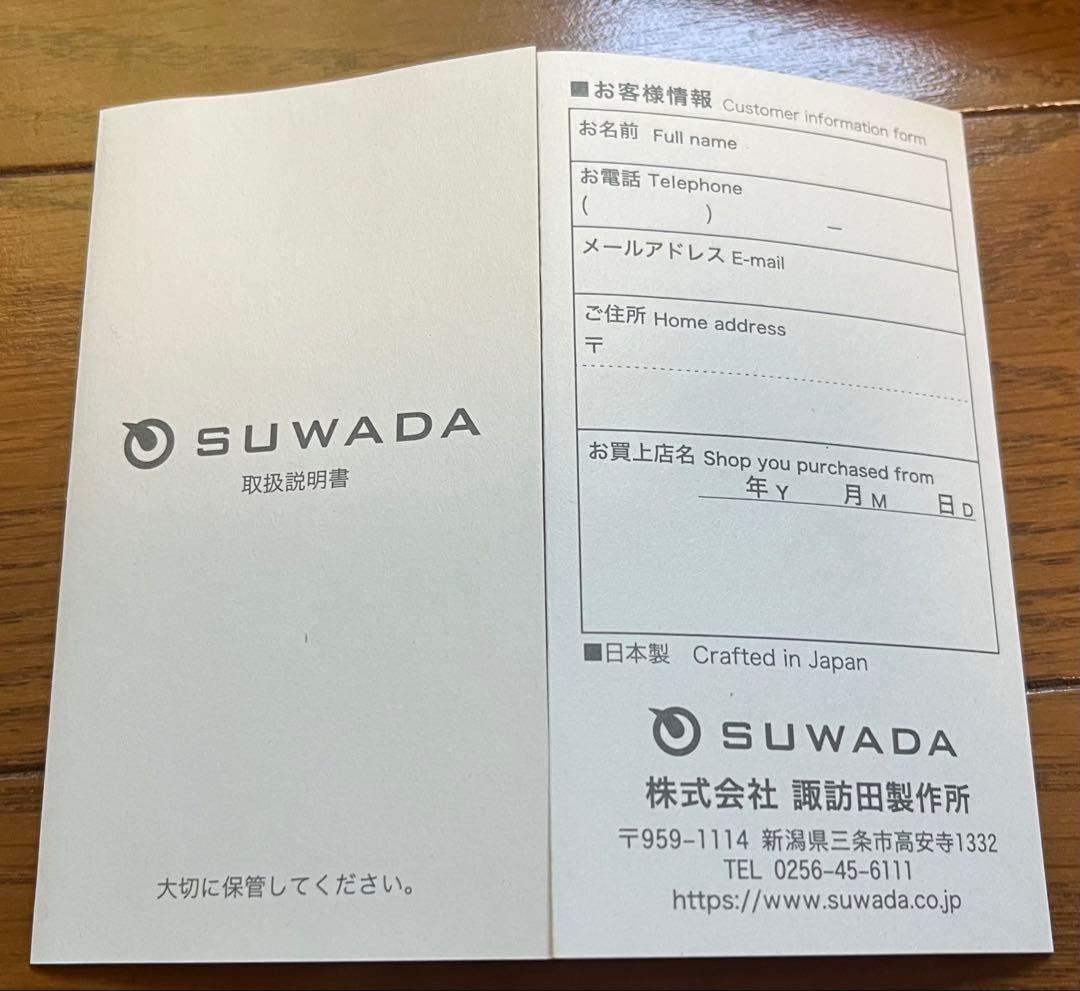 SUWADA
取扱説明書
大切に保管してください。
■お客様情報 Customer information form
お名前 Full name
お電話 Telephone
(          )          －
メールアドレス E-mail
ご住所 Home address
〒
お買上店名 Shop you purchased from
年 Y 月 M 日 D
■日本製 Crafted in Japan
SUWADA
株式会社 諏訪田製作所
〒959-1114 新潟県三条市高安寺1332
TEL 0256-45-6111
https://www.suwada.co.jp